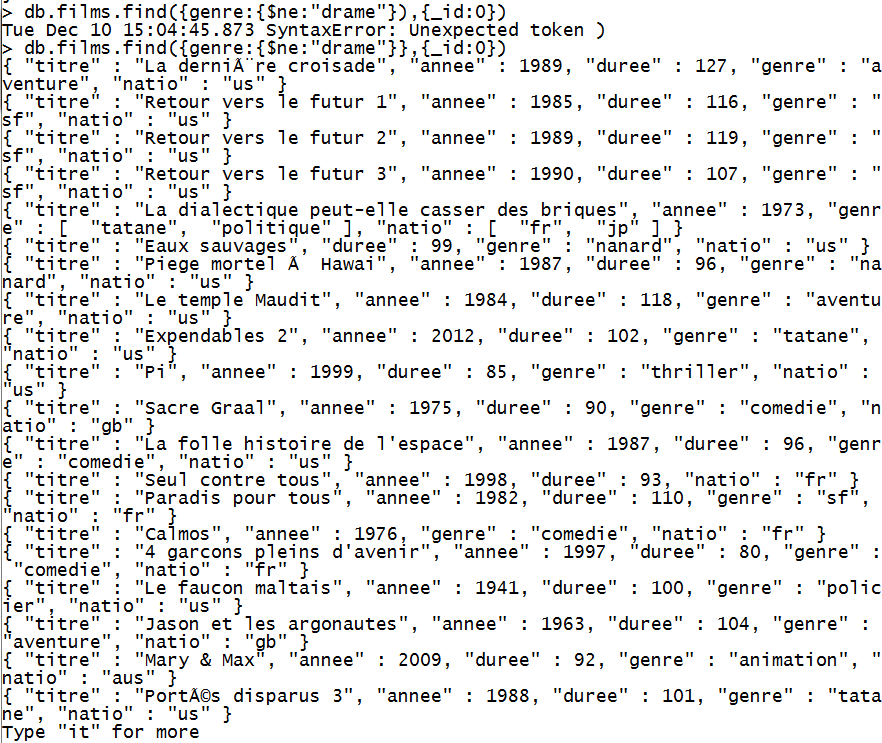 > db.films.find({genre:{$ne:"drame"}),{_id:0})
Tue Dec 10 15:04:45.873 SyntaxError: Unexpected token )
> db.films.find({genre:{$ne:"drame"}},{_id:0})
{ "titre" : "La derniÃ¨re croisade", "annee" : 1989, "duree" : 127, "genre" : "a
venture", "natio" : "us" }
{ "titre" : "Retour vers le futur 1", "annee" : 1985, "duree" : 116, "genre" : "
sf", "natio" : "us" }
{ "titre" : "Retour vers le futur 2", "annee" : 1989, "duree" : 119, "genre" : "
sf", "natio" : "us" }
{ "titre" : "Retour vers le futur 3", "annee" : 1990, "duree" : 107, "genre" : "
sf", "natio" : "us" }
{ "titre" : "La dialectique peut-elle casser des briques", "annee" : 1973, "genr
e" : [  "tatane",  "politique" ], "natio" : [  "fr",  "jp" ] }
{ "titre" : "Eaux sauvages", "duree" : 99, "genre" : "nanard", "natio" : "us" }
{ "titre" : "Piege mortel Ã  Hawai", "annee" : 1987, "duree" : 96, "genre" : "na
nard", "natio" : "us" }
{ "titre" : "Le temple Maudit", "annee" : 1984, "duree" : 118, "genre" : "aventu
re", "natio" : "us" }
{ "titre" : "Expendables 2", "annee" : 2012, "duree" : 102, "genre" : "tatane",
"natio" : "us" }
{ "titre" : "Pi", "annee" : 1999, "duree" : 85, "genre" : "thriller", "natio" :
"us" }
{ "titre" : "Sacre Graal", "annee" : 1975, "duree" : 90, "genre" : "comedie", "n
atio" : "gb" }
{ "titre" : "La folle histoire de l'espace", "annee" : 1987, "duree" : 96, "genr
e" : "comedie", "natio" : "us" }
{ "titre" : "Seul contre tous", "annee" : 1998, "duree" : 93, "natio" : "fr" }
{ "titre" : "Paradis pour tous", "annee" : 1982, "duree" : 110, "genre" : "sf",
"natio" : "fr" }
{ "titre" : "Calmos", "annee" : 1976, "genre" : "comedie", "natio" : "fr" }
{ "titre" : "4 garcons pleins d'avenir", "annee" : 1997, "duree" : 80, "genre" :
 "comedie", "natio" : "fr" }
{ "titre" : "Le faucon maltais", "annee" : 1941, "duree" : 100, "genre" : "polic
ier", "natio" : "us" }
{ "titre" : "Jason et les argonautes", "annee" : 1963, "duree" : 104, "genre" :
"aventure", "natio" : "gb" }
{ "titre" : "Mary & Max", "annee" : 2009, "duree" : 92, "genre" : "animation", "
natio" : "aus" }
{ "titre" : "PortÃ©s disparus 3", "annee" : 1988, "duree" : 101, "genre" : "tata
ne", "natio" : "us" }
Type "it" for more